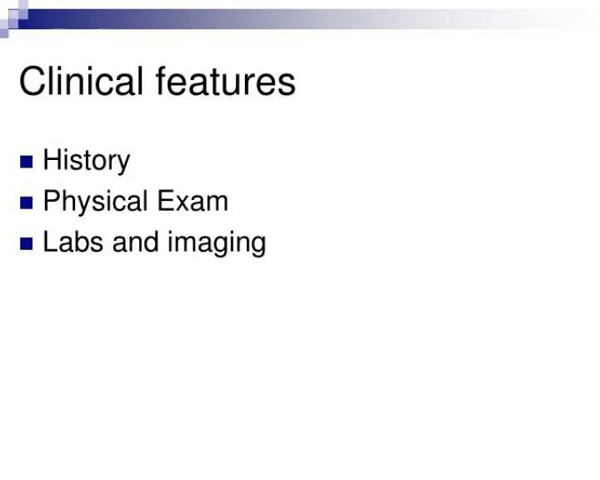 Clinical features
History
Physical Exam
Labs and imaging